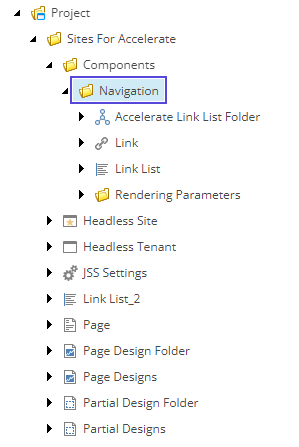 Project
Sites For Accelerate
Components
Navigation
Accelerate Link List Folder
Link
Link List
Rendering Parameters
Headless Site
Headless Tenant
JSS Settings
Link List_2
Page
Page Design Folder
Page Designs
Partial Design Folder
Partial Designs